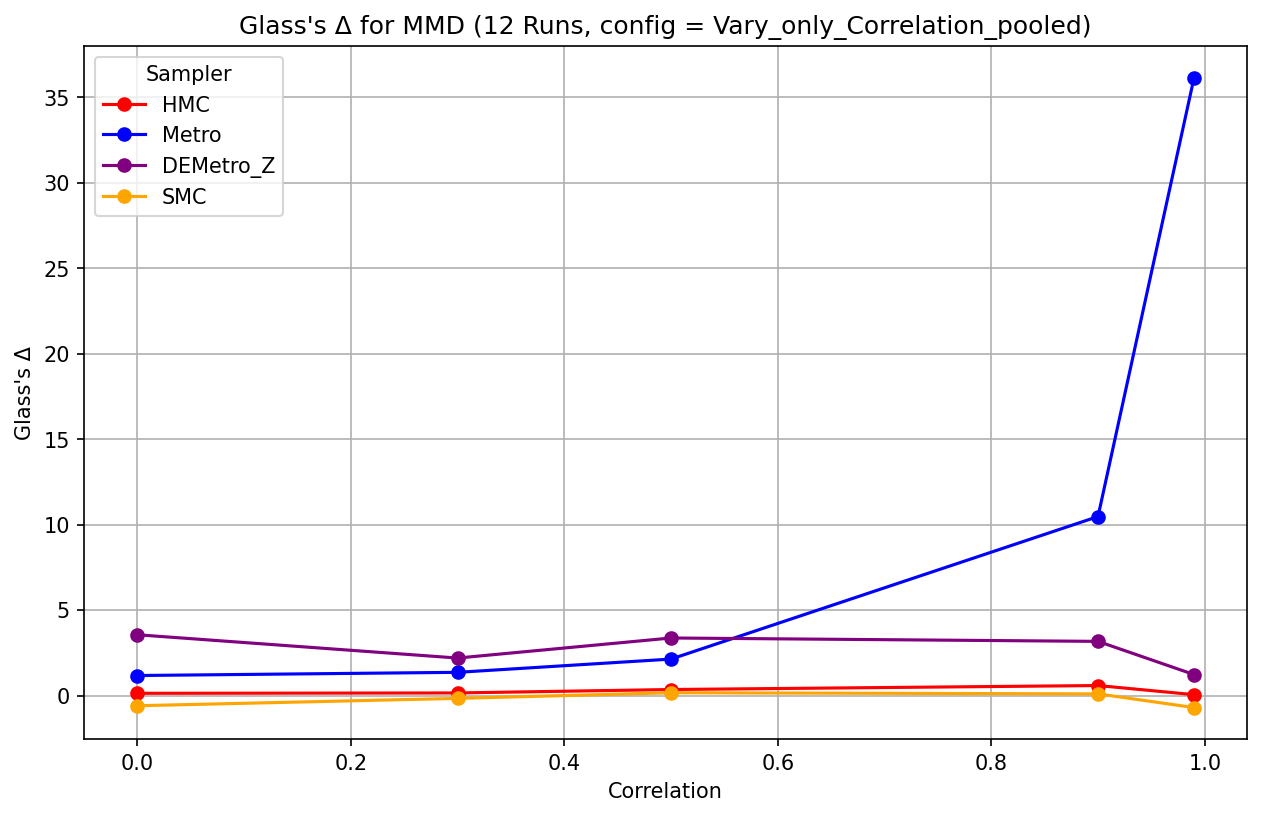 Glass's Δ for MMD (12 Runs, config = Vary_only_Correlation_pooled)
Sampler
HMC
Metro
DEMetro_Z
SMC
Glass's Δ
35
30
25
20
15
10
5
0
0.0 0.2 0.4 0.6 0.8 1.0
Correlation